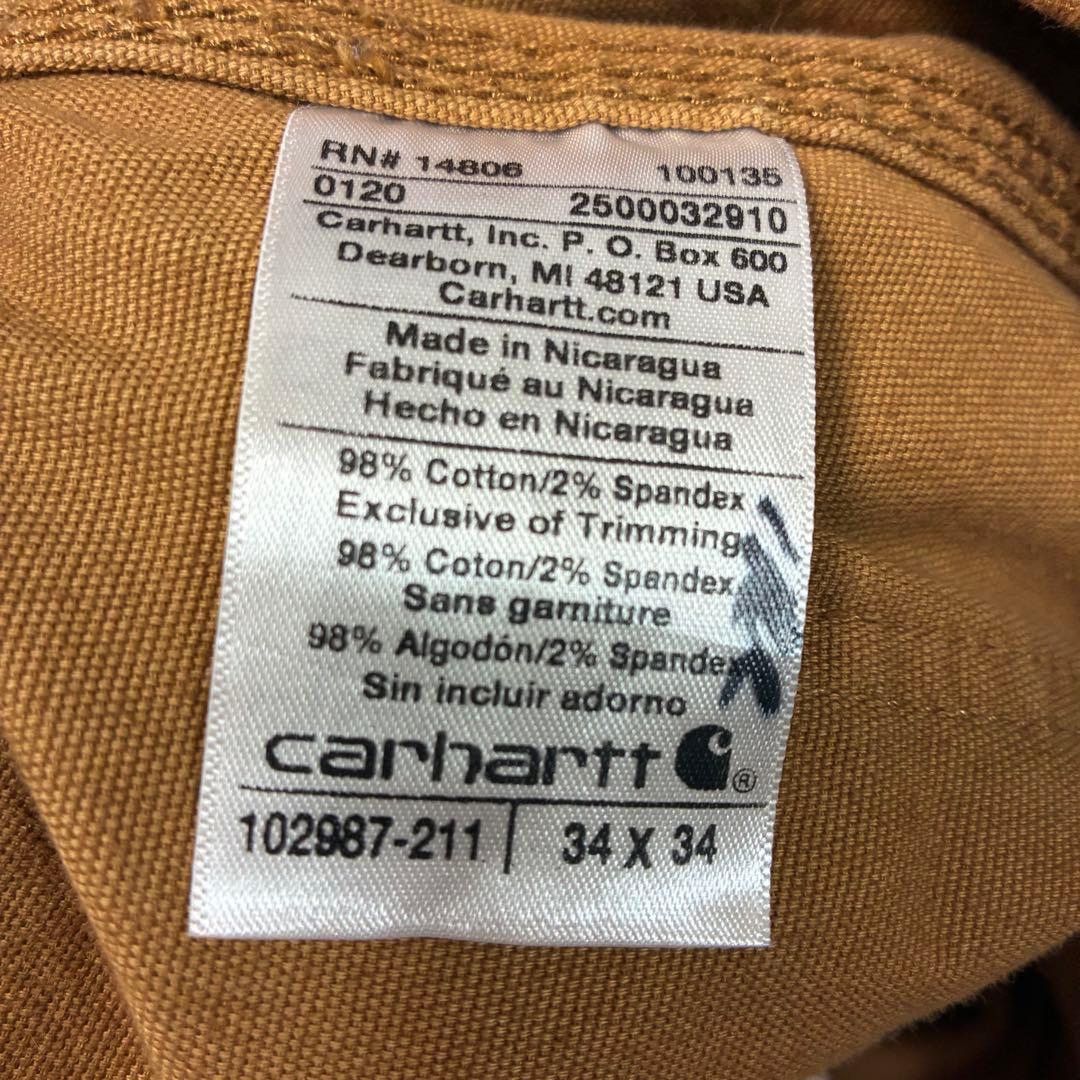 RN# 14806 100135
0120 2500032910
Carhartt, Inc. P. O. Box 600
Dearborn, MI 48121 USA
Carhartt.com
Made in Nicaragua
Fabriqué au Nicaragua
Hecho en Nicaragua
98% Cotton/2% Spandex
Exclusive of Trimming
98% Coton/2% Spandex
Sans garniture
98% Algodón/2% Spandex
Sin incluir adorno
carhartt ®
102987-211 | 34 X 34